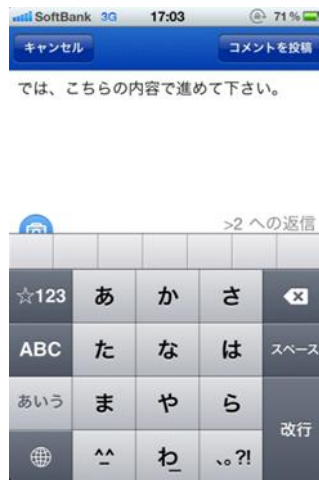 SoftBank 3G 17:03 71%
キャンセル コメントを投稿
では、こちらの内容で進めて下さい。
>2 への返信
☆123 あ か さ
ABC た な は スペース
あいう ま や ら 改行
^^ わ 、。?!